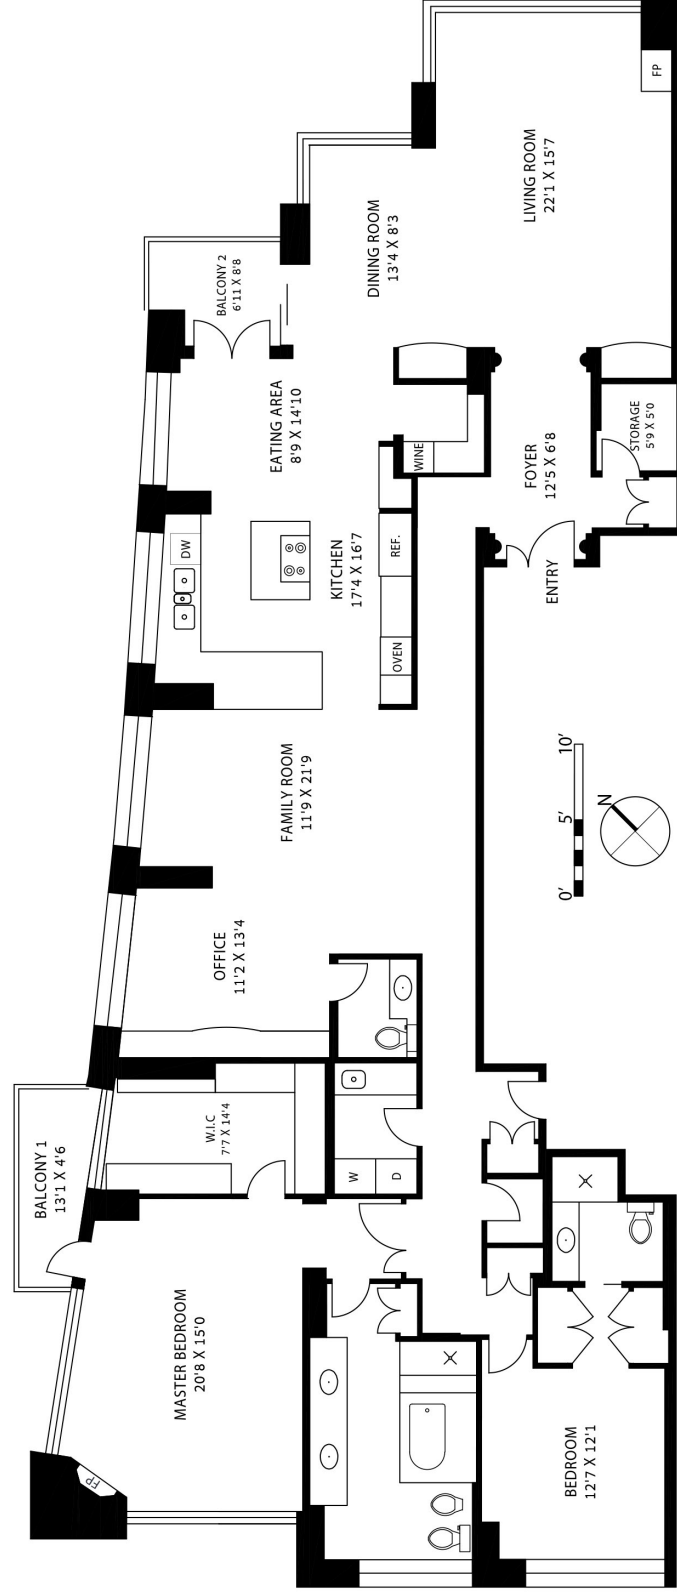 BALCONY 1
13'1 X 4'6
MASTER BEDROOM
20'8 X 15'0
FP
W.I.C
7'7 X 14'4
OFFICE
11'2 X 13'4
FAMILY ROOM
11'9 X 21'9
DW
KITCHEN
17'4 X 16'7
EATING AREA
8'9 X 14'10
BALCONY 2
6'11 X 8'8
DINING ROOM
13'4 X 8'3
LIVING ROOM
22'1 X 15'7
FP
W
D
OVEN
REF.
WINE
FOYER
12'5 X 6'8
STORAGE
5'9 X 5'0
ENTRY
BEDROOM
12'7 X 12'1
0'
5'
10'
N